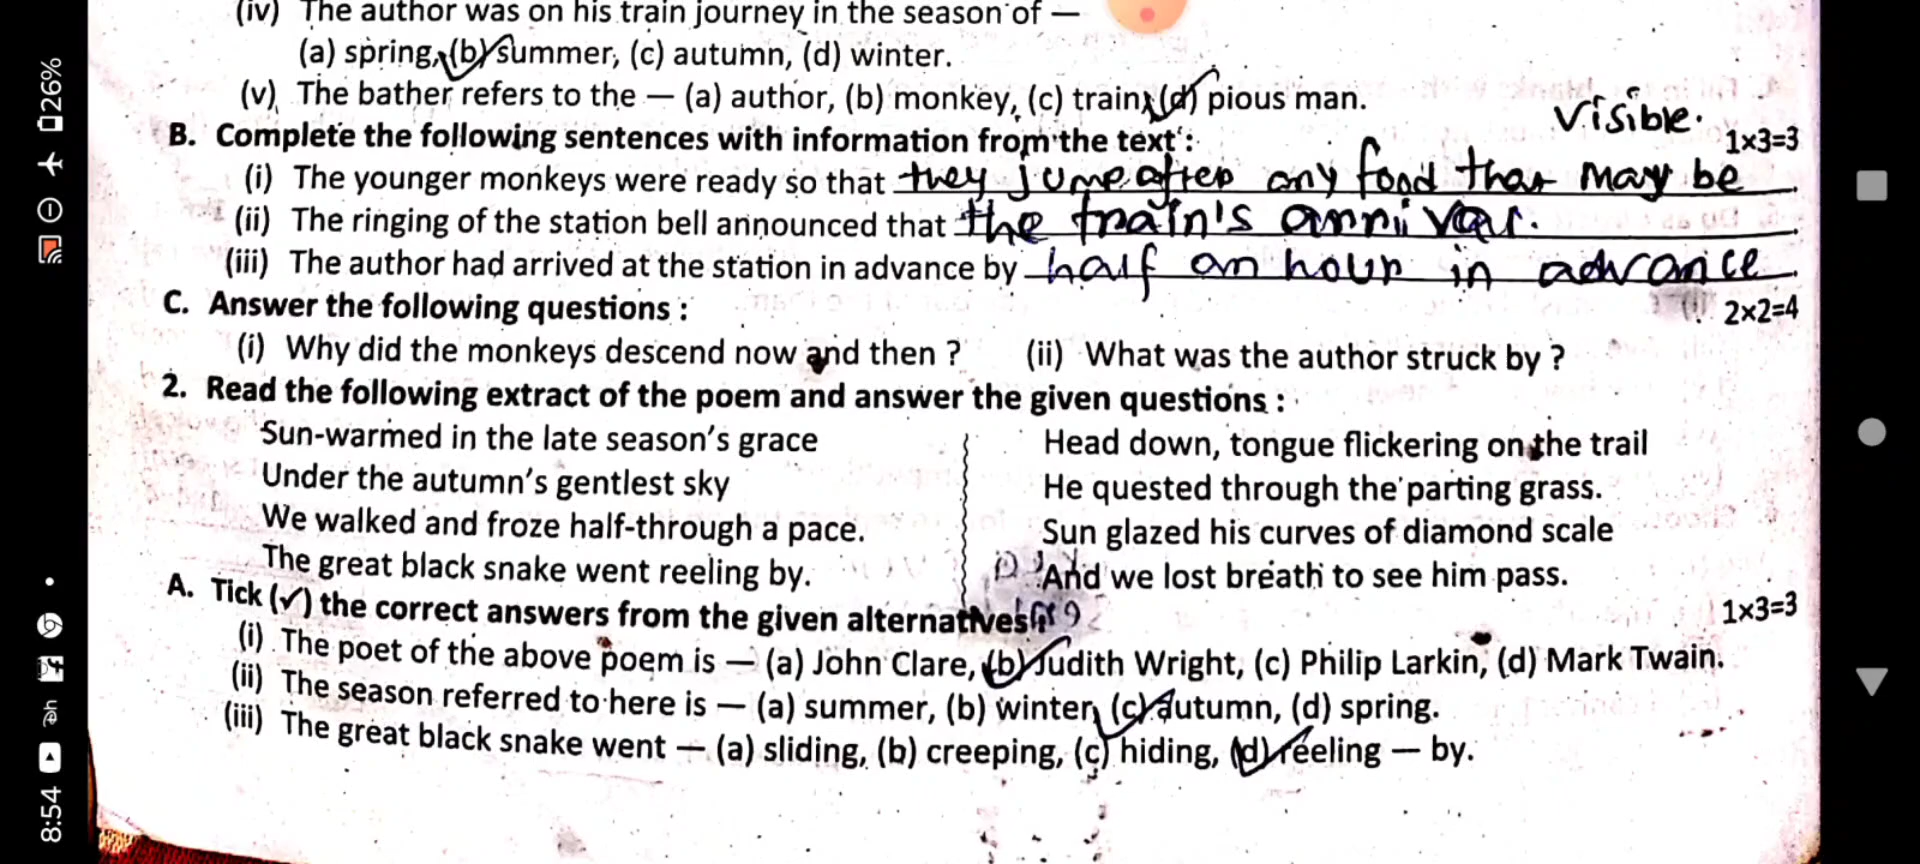 (iv) The author was on his train journey in the season of —
(a) spring, (b) summer, (c) autumn, (d) winter.
(v) The bather refers to the — (a) author, (b) monkey, (c) train, (d) pious man.
visible.
B. Complete the following sentences with information from the text : 1×3=3
(i) The younger monkeys were ready so that they jump after any food that may be
(ii) The ringing of the station bell announced that the train's arrival.
(iii) The author had arrived at the station in advance by half an hour in advance.
C. Answer the following questions : 2×2=4
(i) Why did the monkeys descend now and then ? (ii) What was the author struck by ?
2. Read the following extract of the poem and answer the given questions :
Sun-warmed in the late season's grace
Under the autumn's gentlest sky
We walked and froze half-through a pace.
The great black snake went reeling by.
Head down, tongue flickering on the trail
He quested through the parting grass.
Sun glazed his curves of diamond scale
And we lost breath to see him pass.
A. Tick (✓) the correct answers from the given alternatives 1×3=3
(i) The poet of the above poem is — (a) John Clare, (b) Judith Wright, (c) Philip Larkin, (d) Mark Twain.
(ii) The season referred to here is — (a) summer, (b) winter, (c) autumn, (d) spring.
(iii) The great black snake went — (a) sliding, (b) creeping, (c) hiding, (d) reeling — by.
8:54
26%